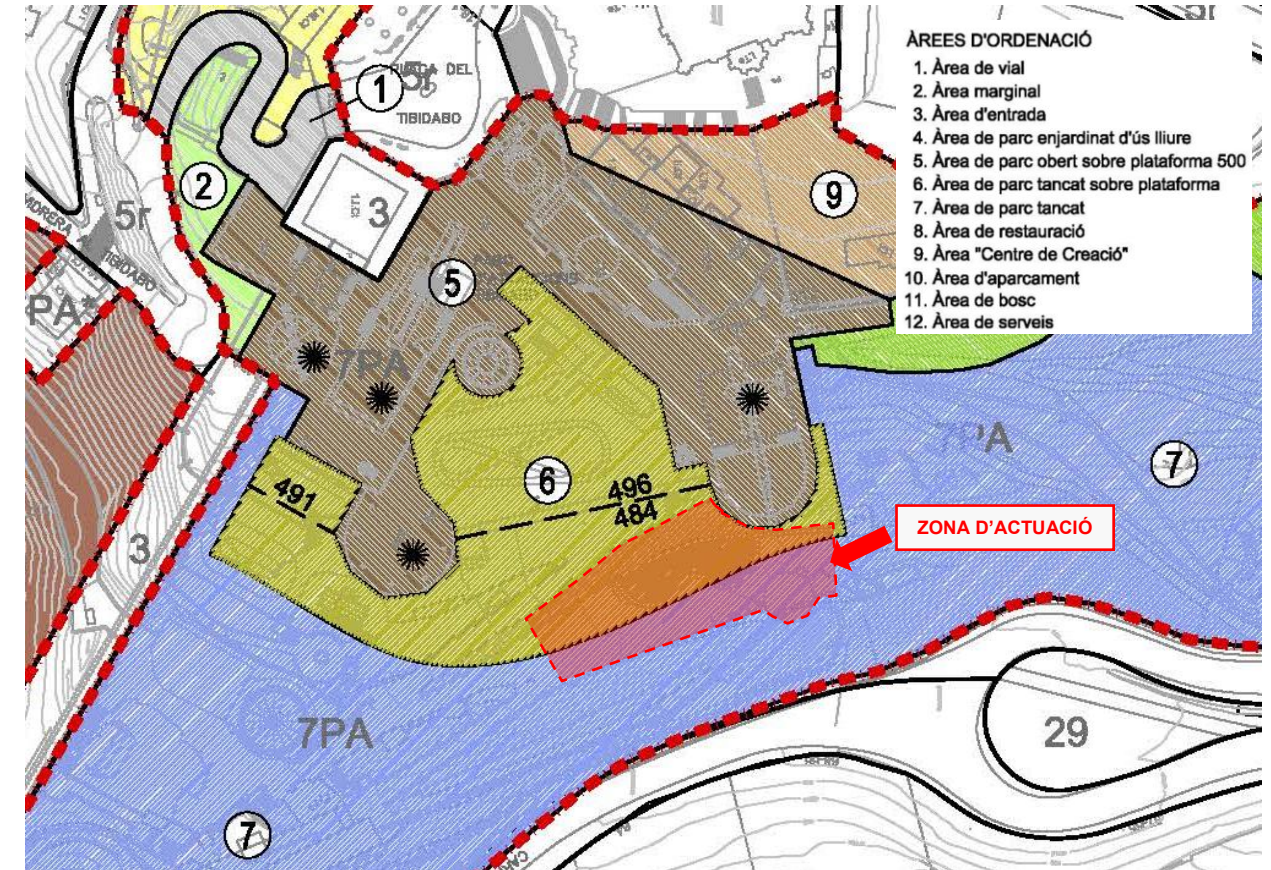 ÀREES D'ORDENACIÓ
1. Àrea de vial
2. Àrea marginal
3. Àrea d'entrada
4. Àrea de parc enjardinat d'ús lliure
5. Àrea de parc obert sobre plataforma 500
6. Àrea de parc tancat sobre plataforma
7. Àrea de parc tancat
8. Àrea de restauració
9. Àrea "Centre de Creació"
10. Àrea d'aparcament
11. Àrea de bosc
12. Àrea de serveis
1
5r
DEL
TIBIDABO
2
3
9
5r
TIBIDABO
PA*
5
7PA
7PA
7
6
491
496
484
ZONA D'ACTUACIÓ
3
7PA
29
7